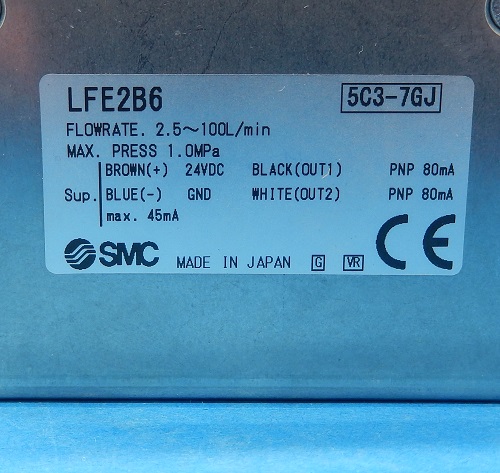 LFE2B6 5C3-7GJ
FLOWRATE. 2.5～100L/min
MAX. PRESS 1.0MPa
BROWN(+) 24VDC BLACK(OUT1) PNP 80mA
Sup. BLUE(-) GND WHITE(OUT2) PNP 80mA
max. 45mA
SMC MADE IN JAPAN G VR CE